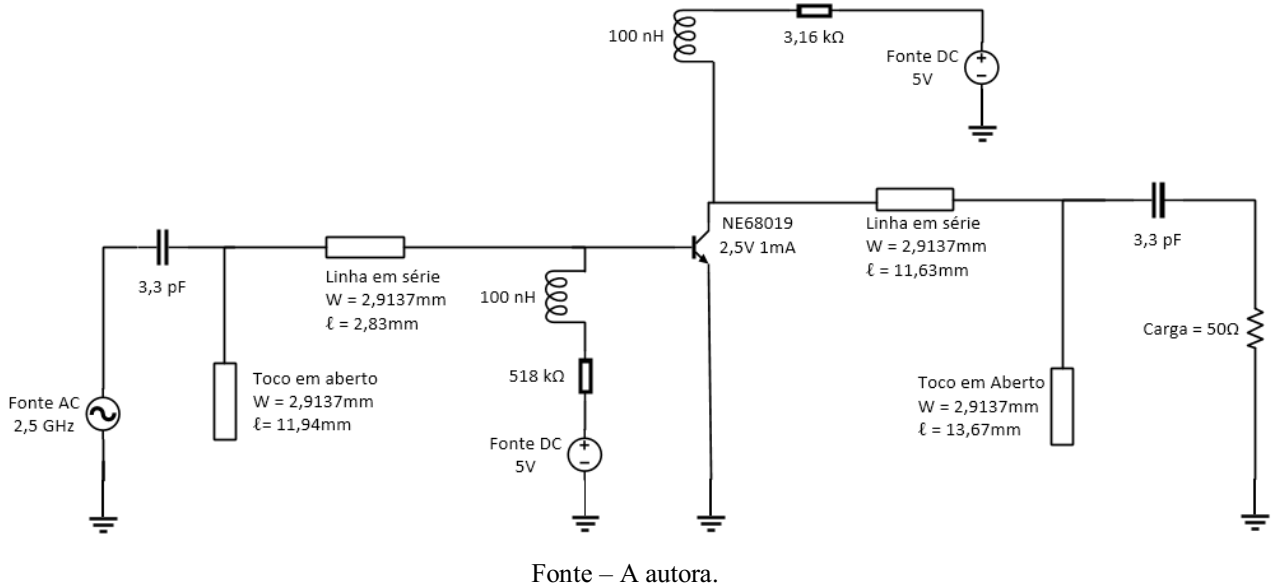 100 nH
3,16 kΩ
Fonte DC
5V
NE68019
2,5V 1mA
Linha em série
W = 2,9137mm
ℓ = 11,63mm
3,3 pF
3,3 pF
Linha em série
W = 2,9137mm
ℓ = 2,83mm
100 nH
Carga = 50Ω
518 kΩ
Toco em aberto
W = 2,9137mm
ℓ= 11,94mm
Toco em Aberto
W = 2,9137mm
ℓ = 13,67mm
Fonte AC
2,5 GHz
Fonte DC
5V
Fonte – A autora.